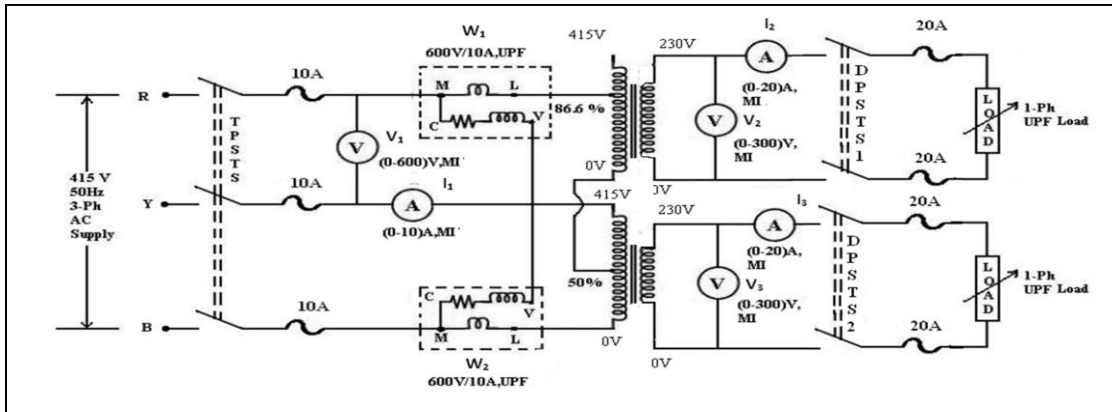 W₁
600V/10A,UPF
415V
230V
I₂
A
(0-20)A,
MI
DPSTS1
20A
10A
R
M
L
C
V
86.6 %
V
V₁
(0-600)V,MI
V
V₂
(0-300)V,
MI
LOAD
1-Ph
UPF Load
TPSTS
0V
0V
20A
415 V
50Hz
3-Ph
AC
Supply
10A
Y
I₁
A
(0-10)A,MI
415V
230V
I₃
A
(0-20)A,
MI
DPSTS2
20A
C
V
50%
V
V₃
(0-300)V,
MI
LOAD
1-Ph
UPF Load
10A
B
M
L
0V
0V
20A
W₂
600V/10A,UPF